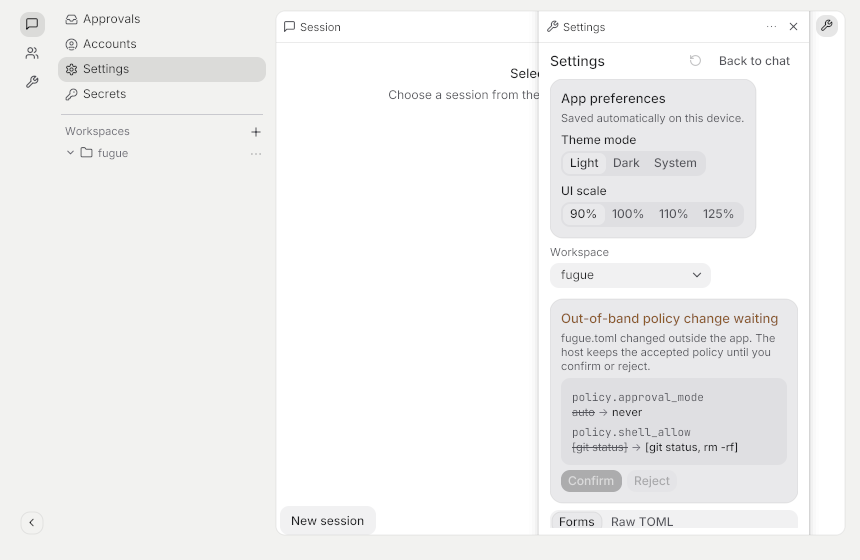 Approvals
Accounts
Settings
Secrets
Workspaces
fugue
Session
Choose a session from the
New session
Settings
Settings
Back to chat
App preferences
Saved automatically on this device.
Theme mode
Light Dark System
UI scale
90% 100% 110% 125%
Workspace
fugue
Out-of-band policy change waiting
fugue.toml changed outside the app. The
host keeps the accepted policy until you
confirm or reject.
policy.approval_mode
auto → never
policy.shell_allow
[git status] → [git status, rm -rf]
Confirm Reject
Forms Raw TOML